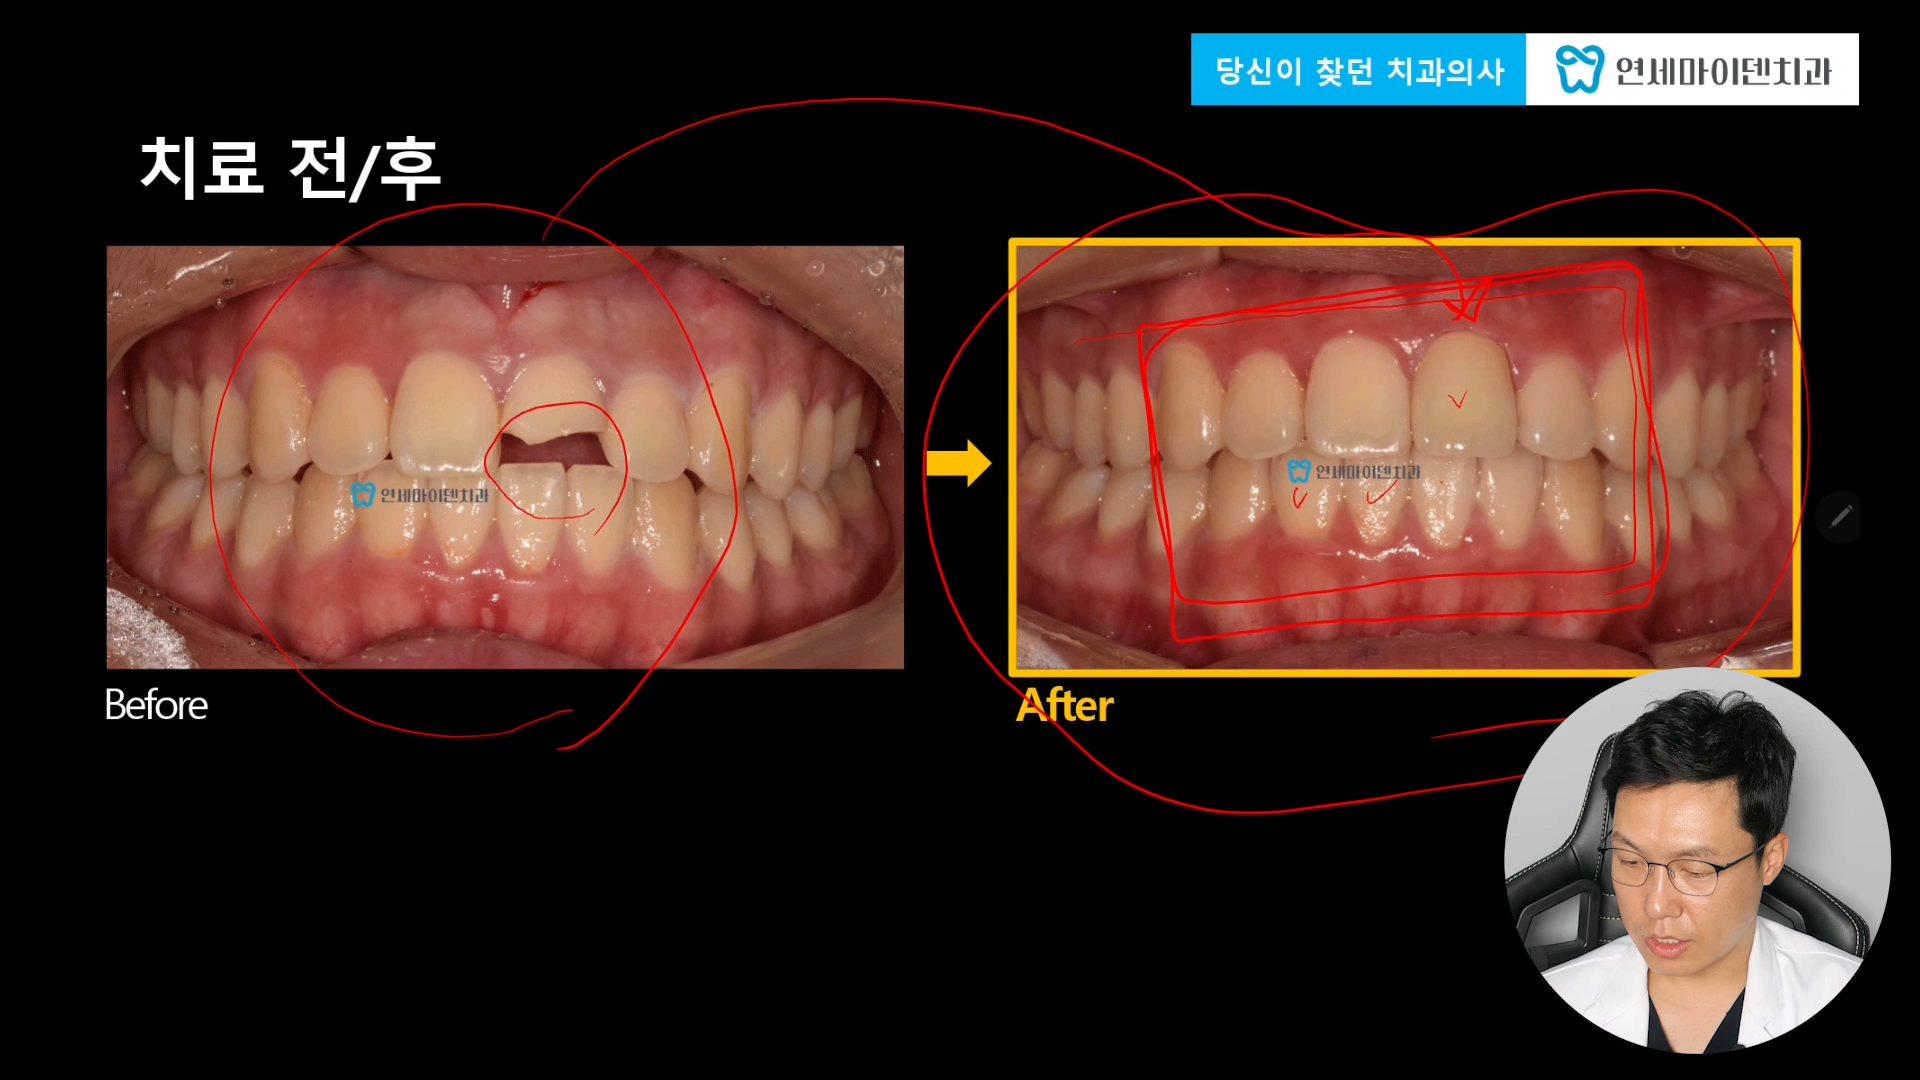 당신이 찾던 치과의사
연세마이덴치과
치료 전/후
연세마이덴치과
연세마이덴치과
Before
After